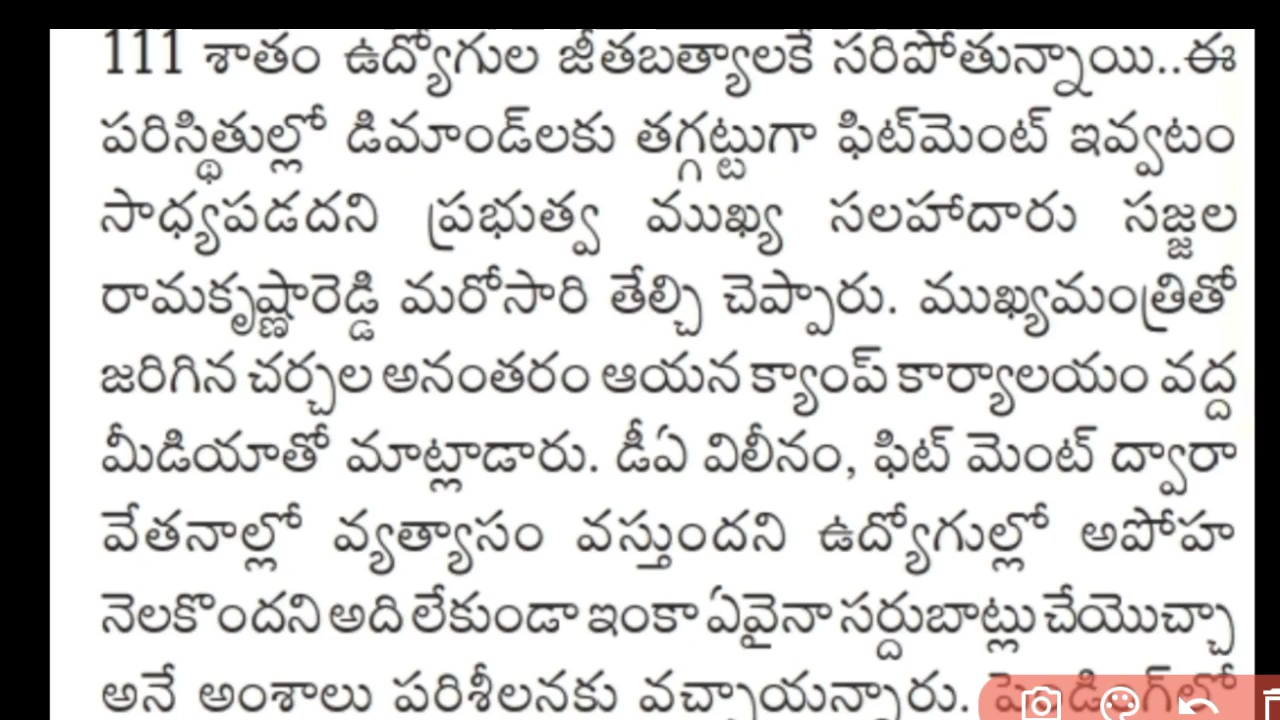 111 శాతం ఉద్యోగుల జీతబత్యాలకే సరిపోతున్నాయి..ఈ
పరిస్థితుల్లో డిమాండ్‌లకు తగ్గట్టుగా ఫిట్‌మెంట్ ఇవ్వటం
సాధ్యపడదని ప్రభుత్వ ముఖ్య సలహాదారు సజ్జల
రామకృష్ణారెడ్డి మరోసారి తేల్చి చెప్పారు. ముఖ్యమంత్రితో
జరిగిన చర్చల అనంతరం ఆయన క్యాంప్ కార్యాలయం వద్ద
మీడియాతో మాట్లాడారు. డీఏ విలీనం, ఫిట్ మెంట్ ద్వారా
వేతనాల్లో వ్యత్యాసం వస్తుందని ఉద్యోగుల్లో అపోహ
నెలకొందని అది లేకుండా ఇంకా ఏవైనా సర్దుబాట్లు చేయొచ్చా
అనే అంశాలు పరిశీలనకు వచ్చాయన్నారు.